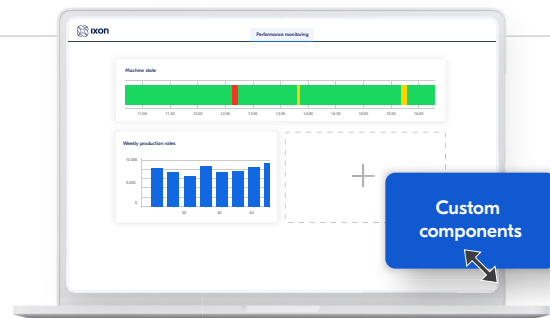 IXON
Performance monitoring
Machine state
11:00 11:30 12:00 12:30 13:00 13:30 14:00 14:30 15:00 15:30 16:00
Weekly production rates
10.000
5.000
0
20 40 60
Custom
components